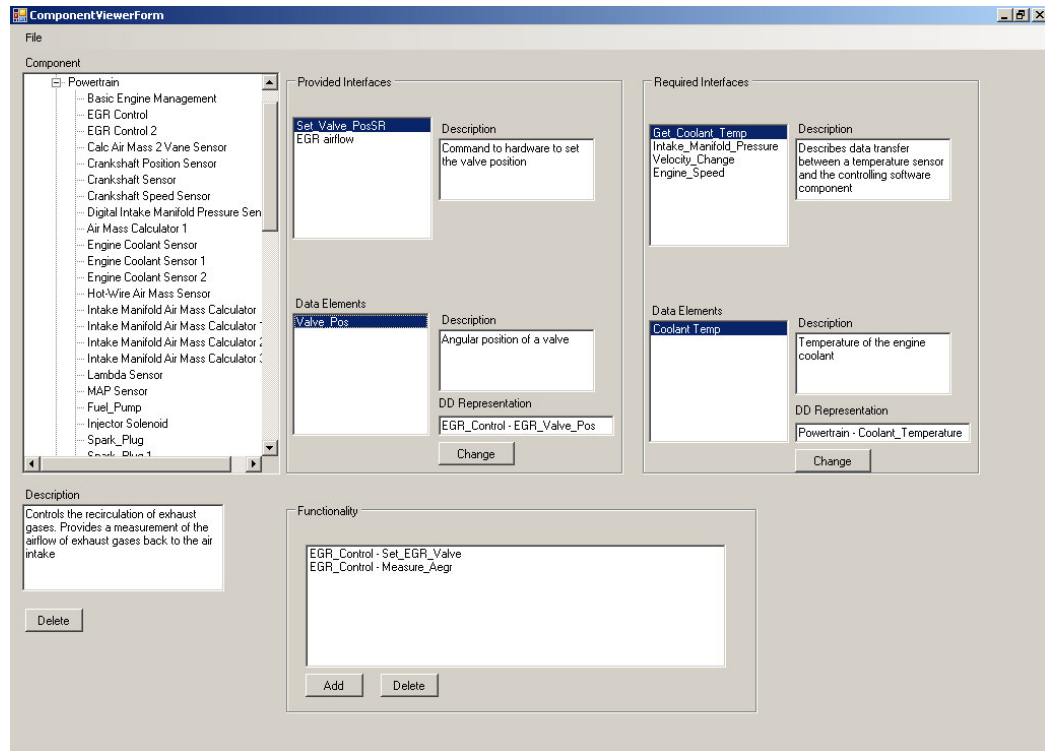 ComponentViewerForm
File
Component
Powertrain
Basic Engine Management
EGR Control
EGR Control 2
Calc Air Mass 2 Vane Sensor
Crankshaft Position Sensor
Crankshaft Sensor
Crankshaft Speed Sensor
Digital Intake Manifold Pressure Sen
Air Mass Calculator 1
Engine Coolant Sensor
Engine Coolant Sensor 1
Engine Coolant Sensor 2
Hot-Wire Air Mass Sensor
Intake Manifold Air Mass Calculator
Intake Manifold Air Mass Calculator
Intake Manifold Air Mass Calculator 2
Intake Manifold Air Mass Calculator 3
Lambda Sensor
MAP Sensor
Fuel_Pump
Injector Solenoid
Spark_Plug
Spark_Plug 1
Description
Controls the recirculation of exhaust
gases. Provides a measurement of the
airflow of exhaust gases back to the air
intake
Delete
Provided Interfaces
Set_Valve_PosSR
EGR airflow
Description
Command to hardware to set
the valve position
Data Elements
Valve_Pos
Description
Angular position of a valve
DD Representation
EGR_Control - EGR_Valve_Pos
Change
Required Interfaces
Get_Coolant_Temp
Intake_Manifold_Pressure
Velocity_Change
Engine_Speed
Description
Describes data transfer
between a temperature sensor
and the controlling software
component
Data Elements
Coolant Temp
Description
Temperature of the engine
coolant
DD Representation
Powertrain - Coolant_Temperature
Change
Functionality
EGR_Control - Set_EGR_Valve
EGR_Control - Measure_Aegr
Add
Delete